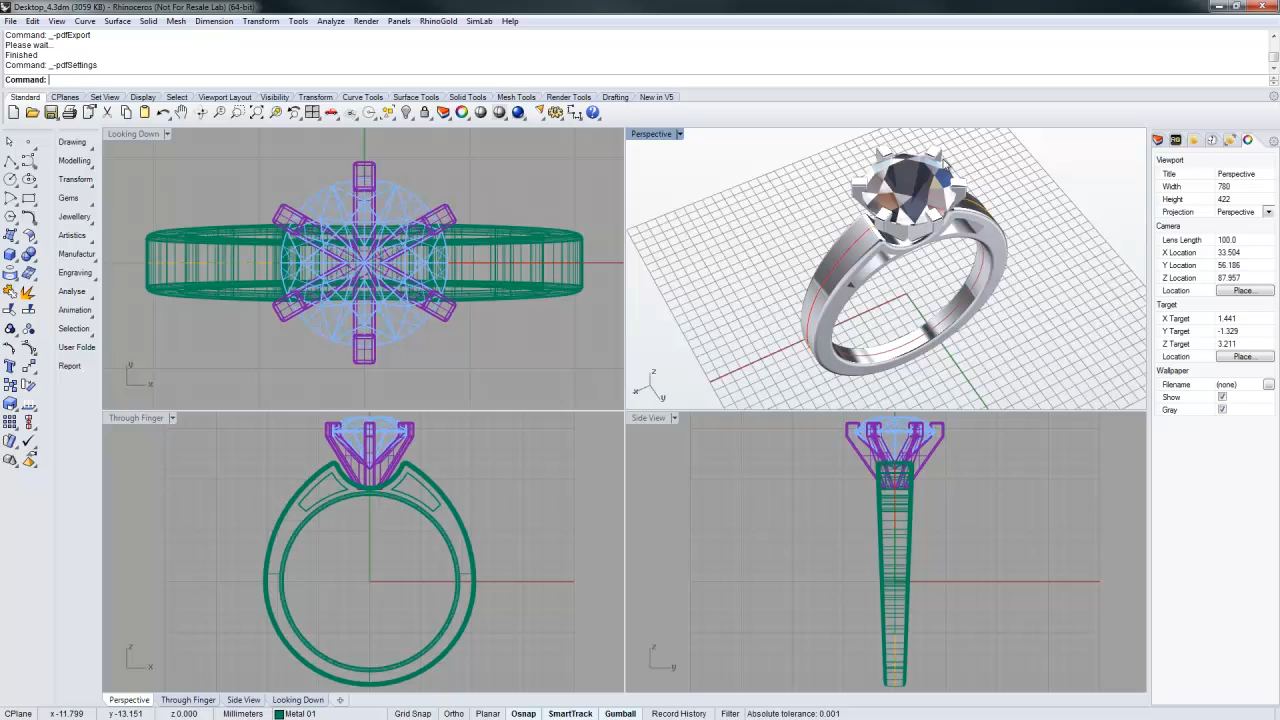 Desktop_4.3dm (3059 KB) - Rhinoceros (Not For Resale Lab) (64-bit)
File Edit View Curve Surface Solid Mesh Dimension Transform Tools Analyze Render Panels RhinoGold SimLab Help
Command: _-pdfExport
Please wait...
Finished
Command: _-pdfSettings
Command:
Standard CPlanes Set View Display Select Viewport Layout Visibility Transform Curve Tools Surface Tools Solid Tools Mesh Tools Render Tools Drafting New in V5
Drawing
Modelling
Transform
Gems
Jewellery
Artistics
Manufactur
Engraving
Analyse
Animation
Selection
User Folde
Report
Looking Down
y
x
Perspective
z
x
y
Through Finger
z
x
Side View
z
y
Viewport
Title Perspective
Width 780
Height 422
Projection Perspective
Camera
Lens Length 100.0
X Location 33.504
Y Location 56.186
Z Location 87.957
Location Place...
Target
X Target 1.441
Y Target -1.329
Z Target 3.211
Location Place...
Wallpaper
Filename (none)
Show
Gray
Perspective Through Finger Side View Looking Down
CPlane x -11.799 y -13.151 z 0.000 Millimeters Metal 01 Grid Snap Ortho Planar Osnap SmartTrack Gumball Record History Filter Absolute tolerance: 0.001